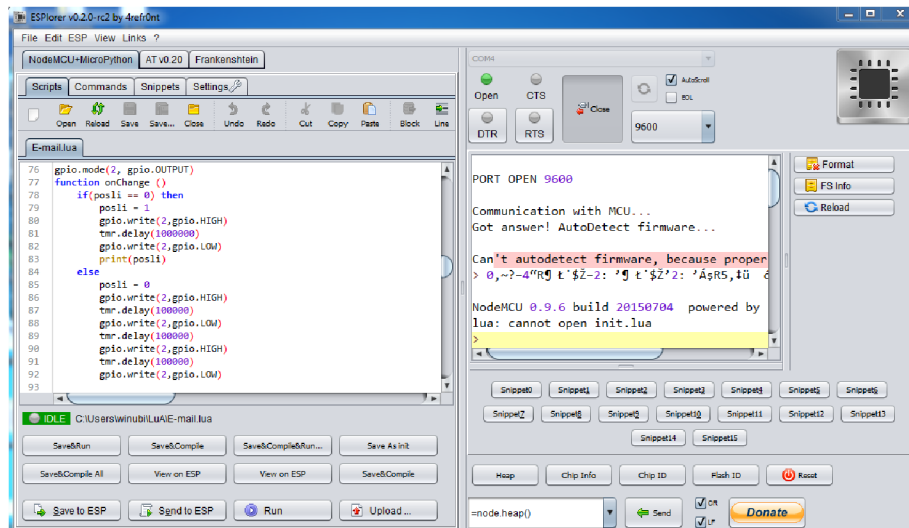 ESPlorer v0.2.0-rc2 by 4refr0nt
File Edit ESP View Links ?
NodeMCU+MicroPython AT v0.20 Frankenshtein
Scripts Commands Snippets Settings
Open Reload Save Save... Close Undo Redo Cut Copy Paste Block Line
E-mail.lua
76 gpio.mode(2, gpio.OUTPUT)
77 function onChange ()
78 if(posli == 0) then
79 posli = 1
80 gpio.write(2,gpio.HIGH)
81 tmr.delay(1000000)
82 gpio.write(2,gpio.LOW)
83 print(posli)
84 else
85 posli = 0
86 gpio.write(2,gpio.HIGH)
87 tmr.delay(100000)
88 gpio.write(2,gpio.LOW)
89 tmr.delay(100000)
90 gpio.write(2,gpio.HIGH)
91 tmr.delay(100000)
92 gpio.write(2,gpio.LOW)
93
IDLE C:\Users\winubi\LuA\E-mail.lua
Save&Run Save&Compile Save&Compile&Run... Save As init
Save&Compile All View on ESP View on ESP Save&Compile
Save to ESP Send to ESP Run Upload ...
COM4
Open CTS Close AutoScroll
EOL
DTR RTS 9600
PORT OPEN 9600
Communication with MCU...
Got answer! AutoDetect firmware...
Can't autodetect firmware, because proper
NodeMCU 0.9.6 build 20150704 powered by
lua: cannot open init.lua
>
Format
FS Info
Reload
Snippet0 Snippet1 Snippet2 Snippet3 Snippet4 Snippet5 Snippet6
Snippet7 Snippet8 Snippet9 Snippet10 Snippet11 Snippet12 Snippet13
Snippet14 Snippet15
Heap Chip Info Chip ID Flash ID Reset
=node.heap() Send CR
LF
Donate